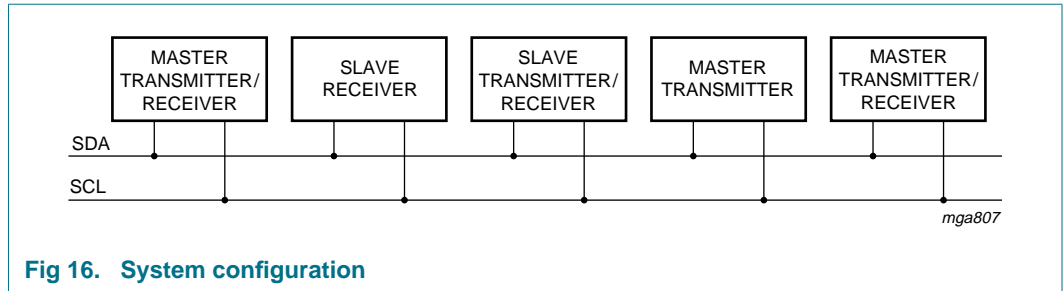 MASTER
TRANSMITTER/
RECEIVER
SLAVE
RECEIVER
SLAVE
TRANSMITTER/
RECEIVER
MASTER
TRANSMITTER
MASTER
TRANSMITTER/
RECEIVER
SDA
SCL
mga807
Fig 16. System configuration